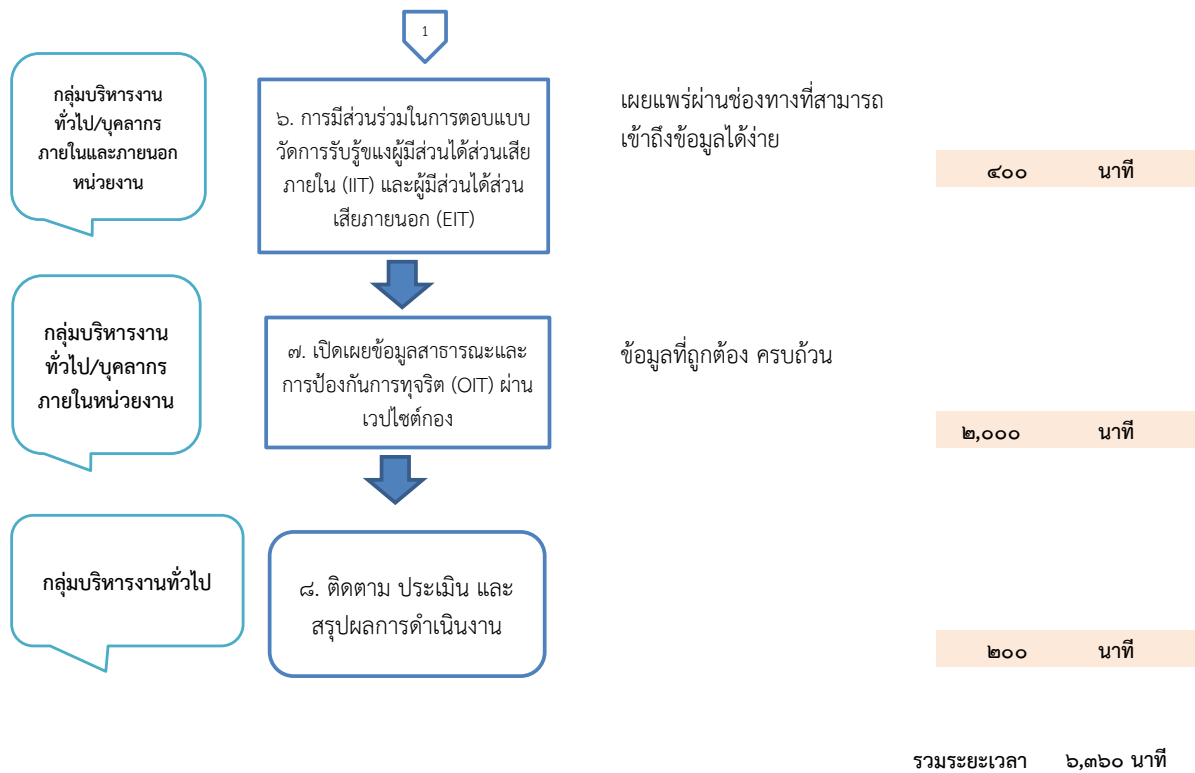 1
กลุ่มบริหารงาน
ทั่วไป/บุคลากร
ภายในและภายนอก
หน่วยงาน
๖. การมีส่วนร่วมในการตอบแบบ
วัดการรับรู้ขแงผู้มีส่วนได้ส่วนเสีย
ภายใน (IIT) และผู้มีส่วนได้ส่วน
เสียภายนอก (EIT)
เผยแพร่ผ่านช่องทางที่สามารถ
เข้าถึงข้อมูลได้ง่าย
๔๐๐ นาที
กลุ่มบริหารงาน
ทั่วไป/บุคลากร
ภายในหน่วยงาน
๗. เปิดเผยข้อมูลสาธารณะและ
การป้องกันการทุจริต (OIT) ผ่าน
เวปไซต์กอง
ข้อมูลที่ถูกต้อง ครบถ้วน
๒,๐๐๐ นาที
กลุ่มบริหารงานทั่วไป
๘. ติดตาม ประเมิน และ
สรุปผลการดำเนินงาน
๒๐๐ นาที
รวมระยะเวลา ๖,๓๖๐ นาที